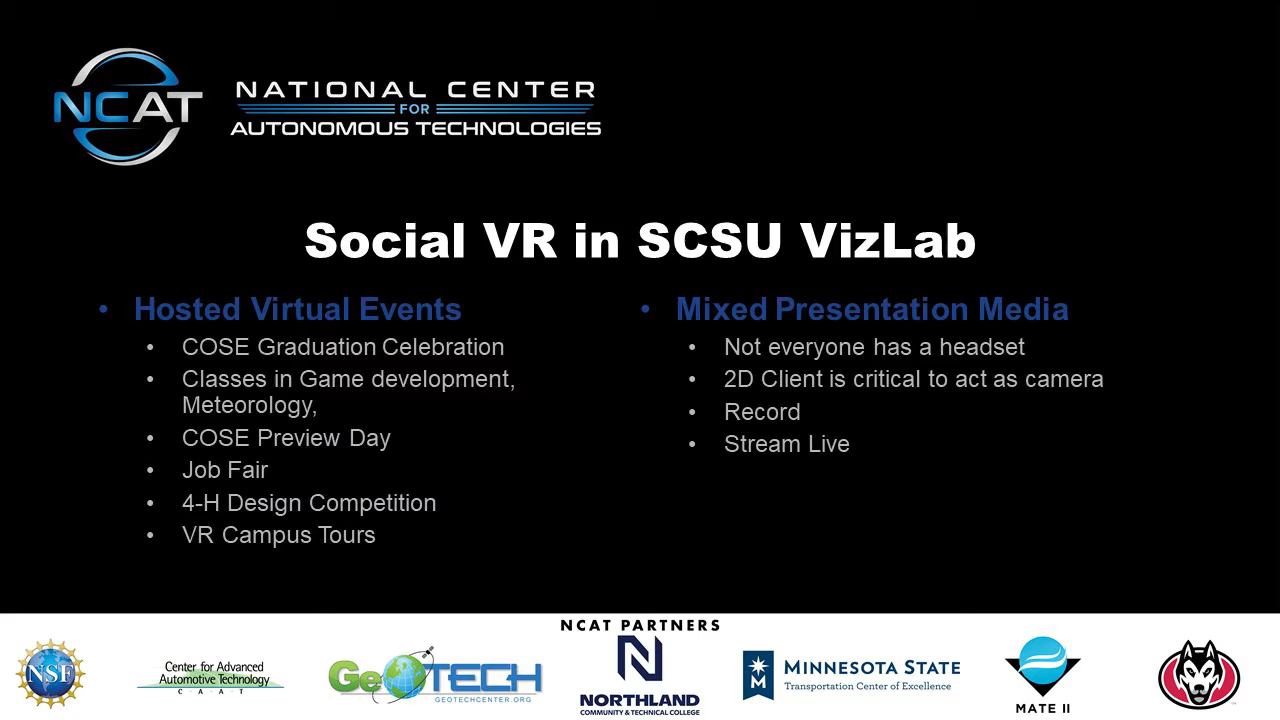 NCAT
NATIONAL CENTER
FOR
AUTONOMOUS TECHNOLOGIES
Social VR in SCSU VizLab
• Hosted Virtual Events
• COSE Graduation Celebration
• Classes in Game development,
Meteorology,
• COSE Preview Day
• Job Fair
• 4-H Design Competition
• VR Campus Tours
• Mixed Presentation Media
• Not everyone has a headset
• 2D Client is critical to act as camera
• Record
• Stream Live
NCAT PARTNERS
NSF
Center for Advanced
Automotive Technology
C A A T
GeoTECH
GEOTECHCENTER.ORG
N
NORTHLAND
COMMUNITY & TECHNICAL COLLEGE
M
MINNESOTA STATE
Transportation Center of Excellence
MATE II